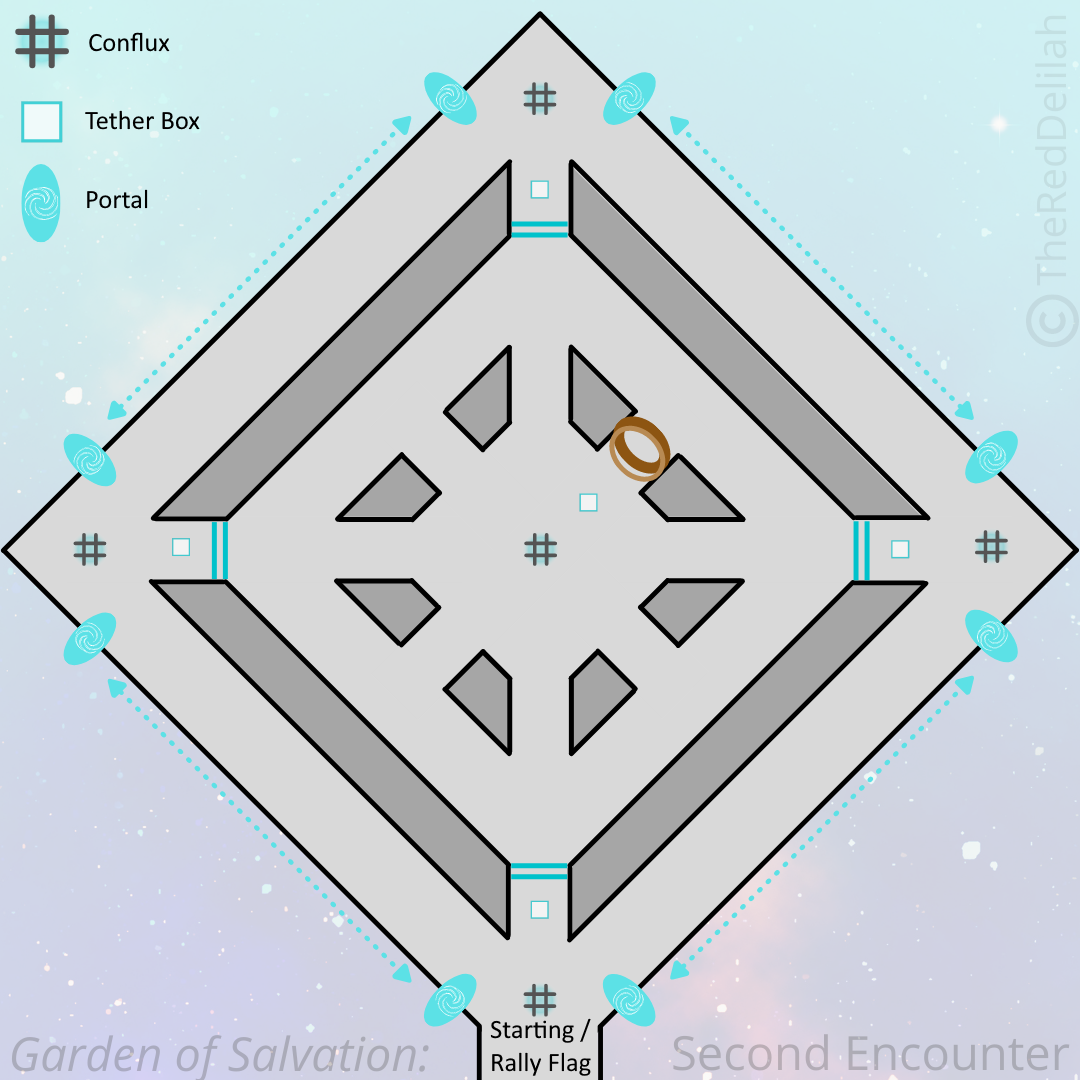 Conflux
Tether Box
Portal
© TheRedDelilah
Starting /
Rally Flag
Garden of Salvation:
Second Encounter